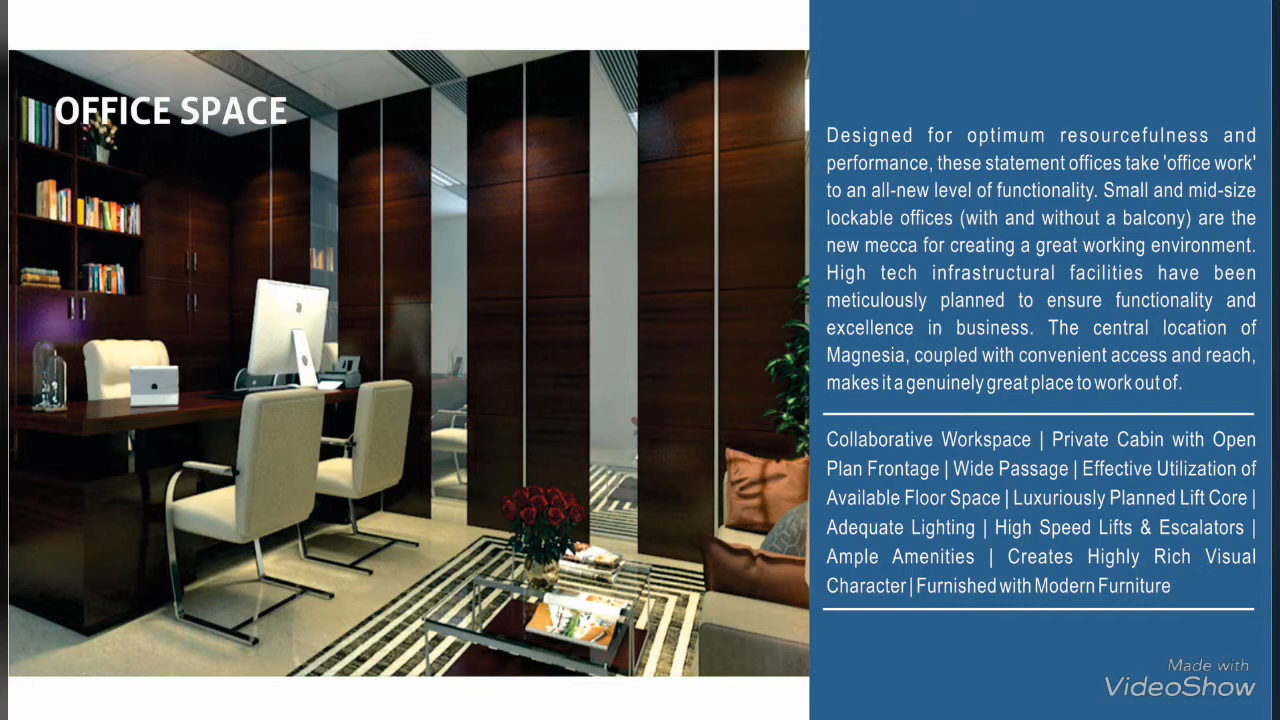 OFFICE SPACE
Designed for optimum resourcefulness and
performance, these statement offices take 'office work'
to an all-new level of functionality. Small and mid-size
lockable offices (with and without a balcony) are the
new mecca for creating a great working environment.
High tech infrastructural facilities have been
meticulously planned to ensure functionality and
excellence in business. The central location of
Magnesia, coupled with convenient access and reach,
makes it a genuinely great place to work out of.
Collaborative Workspace | Private Cabin with Open
Plan Frontage | Wide Passage | Effective Utilization of
Available Floor Space | Luxuriously Planned Lift Core |
Adequate Lighting | High Speed Lifts & Escalators |
Ample Amenities | Creates Highly Rich Visual
Character | Furnished with Modern Furniture
Made with
VideoShow